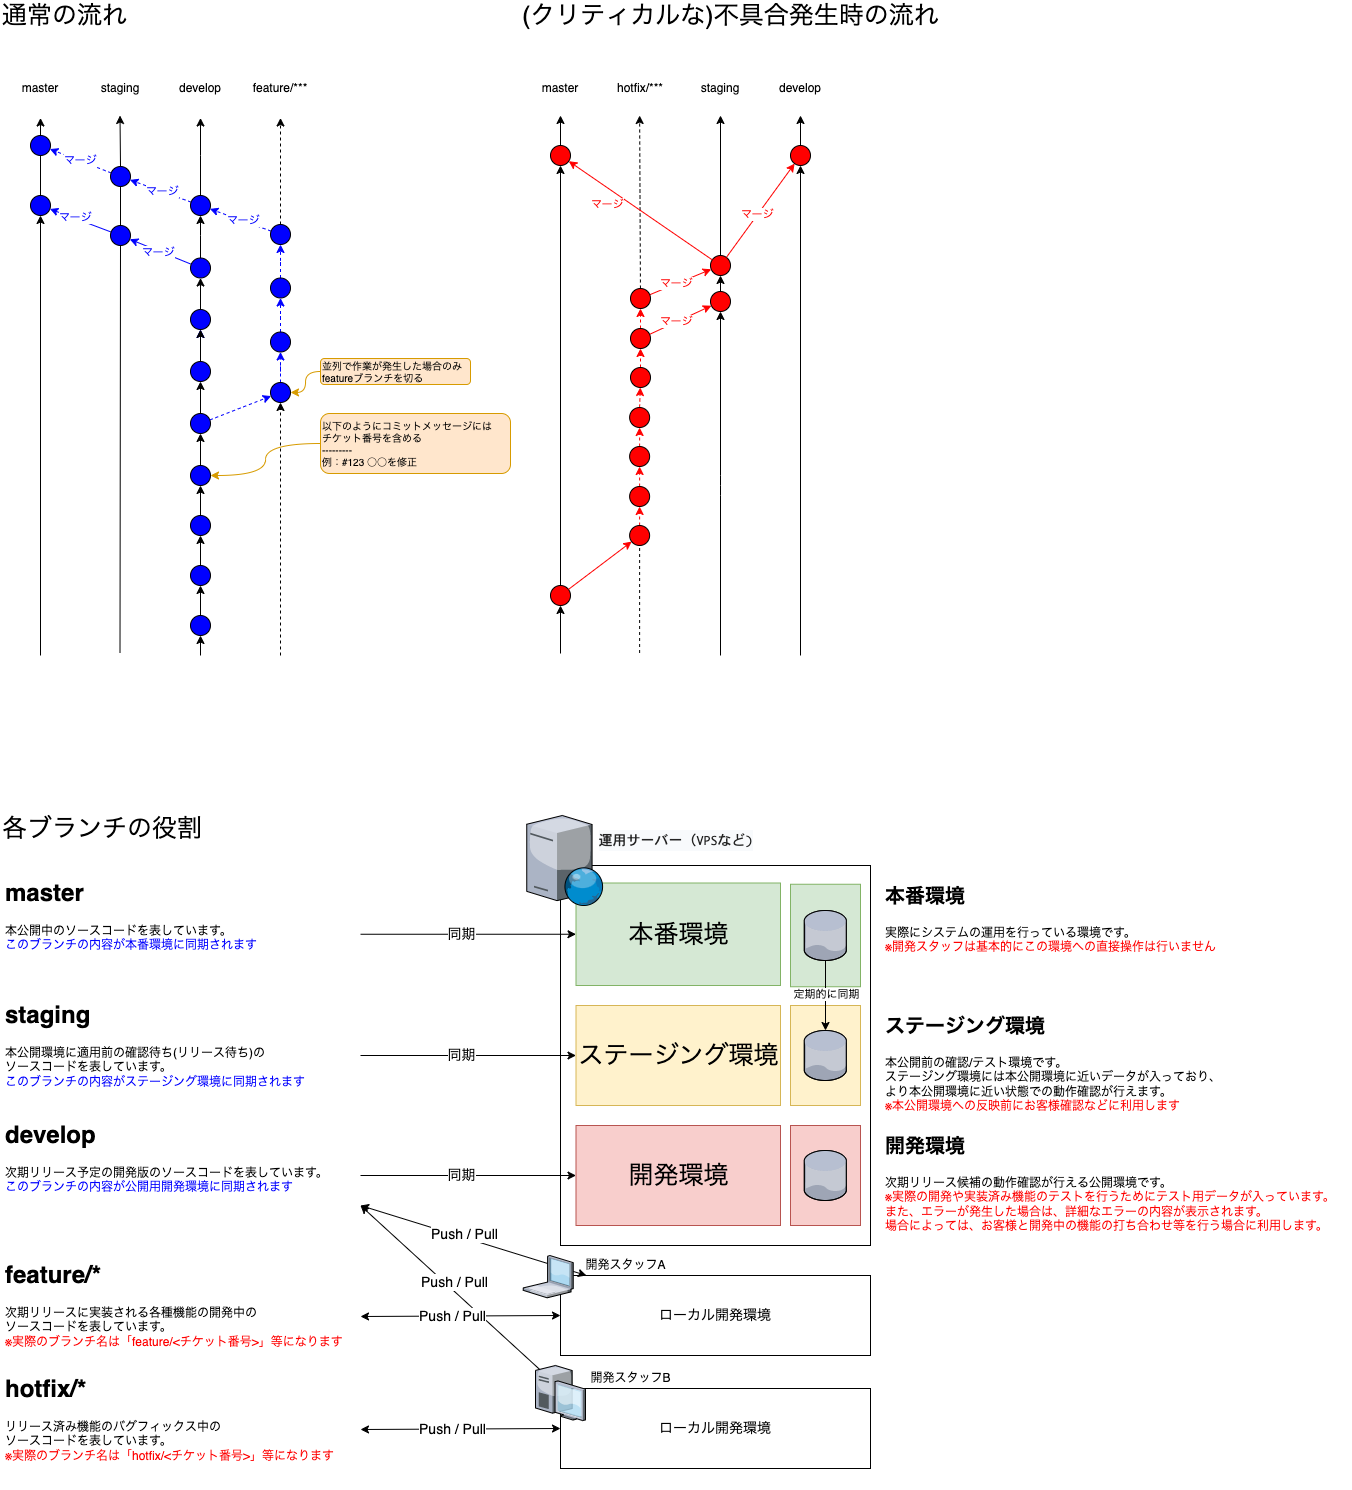 通常の流れ
(クリティカルな)不具合発生時の流れ
master
staging
develop
feature/***
master
hotfix/***
staging
develop
マージ
マージ
マージ
マージ
マージ
マージ
マージ
マージ
マージ
並列で作業が発生した場合のみ
featureブランチを切る
以下のようにコミットメッセージには
チケット番号を含める
---------
例：#123 ○○を修正
各ブランチの役割
運用サーバー（VPSなど）
master
本公開中のソースコードを表しています。
このブランチの内容が本番環境に同期されます
同期
本番環境
本番環境
実際にシステムの運用を行っている環境です。
※開発スタッフは基本的にこの環境への直接操作は行いません
定期的に同期
staging
本公開環境に適用前の確認待ち(リリース待ち)の
ソースコードを表しています。
このブランチの内容がステージング環境に同期されます
同期
ステージング環境
ステージング環境
本公開前の確認/テスト環境です。
ステージング環境には本公開環境に近いデータが入っており、
より本公開環境に近い状態での動作確認が行えます。
※本公開環境への反映前にお客様確認などに利用します
develop
次期リリース予定の開発版のソースコードを表しています。
このブランチの内容が公開用開発環境に同期されます
同期
開発環境
開発環境
次期リリース候補の動作確認が行える公開環境です。
※実際の開発や実装済み機能のテストを行うためにテスト用データが入っています。
また、エラーが発生した場合は、詳細なエラーの内容が表示されます。
場合によっては、お客様と開発中の機能の打ち合わせ等を行う場合に利用します。
Push / Pull
Push / Pull
feature/*
次期リリースに実装される各種機能の開発中の
ソースコードを表しています。
※実際のブランチ名は「feature/<チケット番号>」等になります
Push / Pull
開発スタッフA
ローカル開発環境
hotfix/*
リリース済み機能のバグフィックス中の
ソースコードを表しています。
※実際のブランチ名は「hotfix/<チケット番号>」等になります
Push / Pull
開発スタッフB
ローカル開発環境